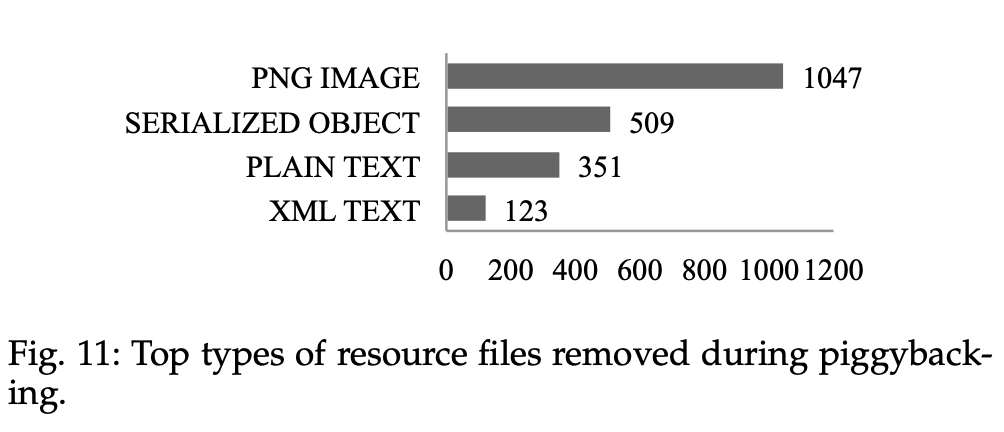 PNG IMAGE 1047
SERIALIZED OBJECT 509
PLAIN TEXT 351
XML TEXT 123
0 200 400 600 800 1000 1200
Fig. 11: Top types of resource files removed during piggyback-
ing.